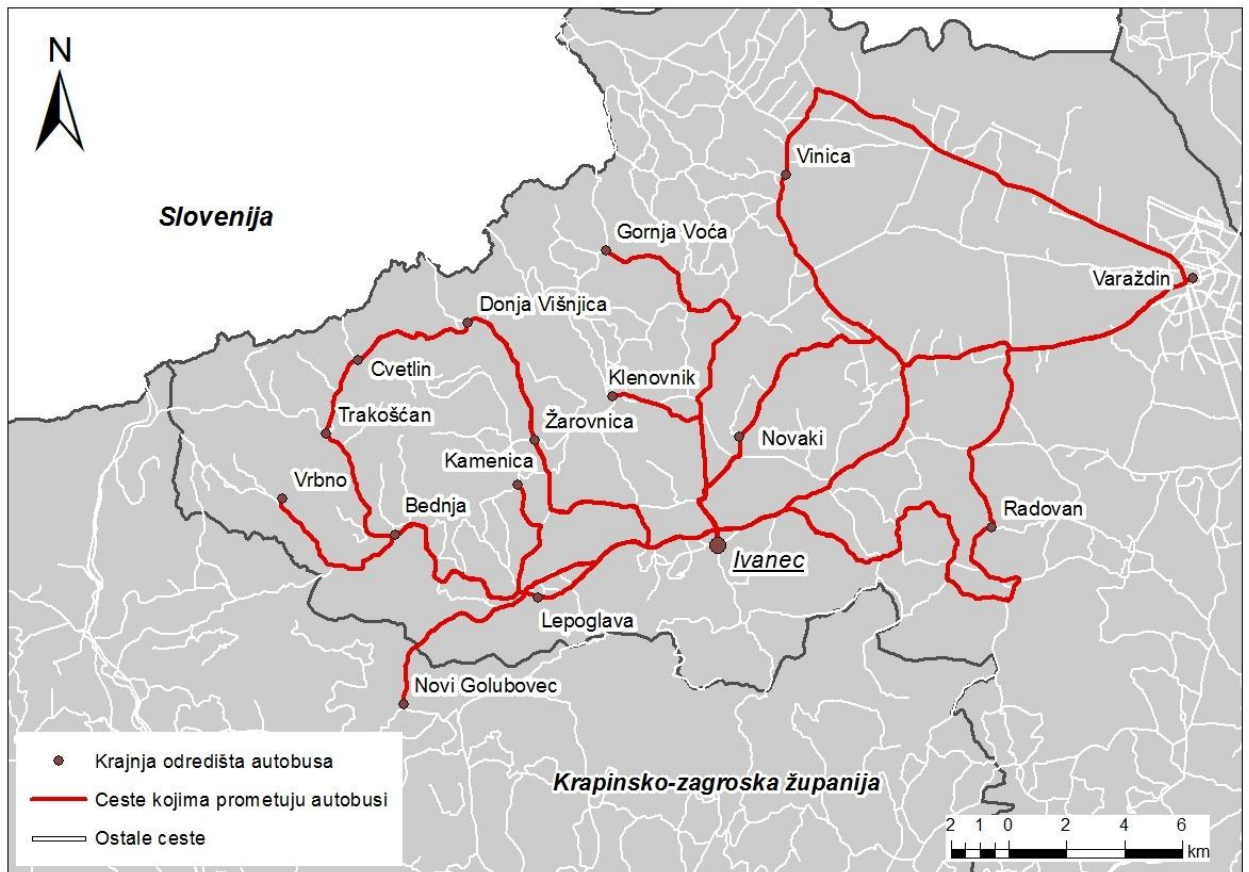 N
Vinica
Slovenija
Gornja Voća
Varaždin
Donja Višnjica
Cvetlin
Klenovnik
Trakošćan
Žarovnica
Novaki
Kamenica
Vrbno
Bednja
Radovan
Ivanec
Lepoglava
Novi Golubovec
Krajnja odredišta autobusa
Krapinsko-zagroska županija
Ceste kojima prometuju autobusi
Ostale ceste
2 1 0 2 4 6
km